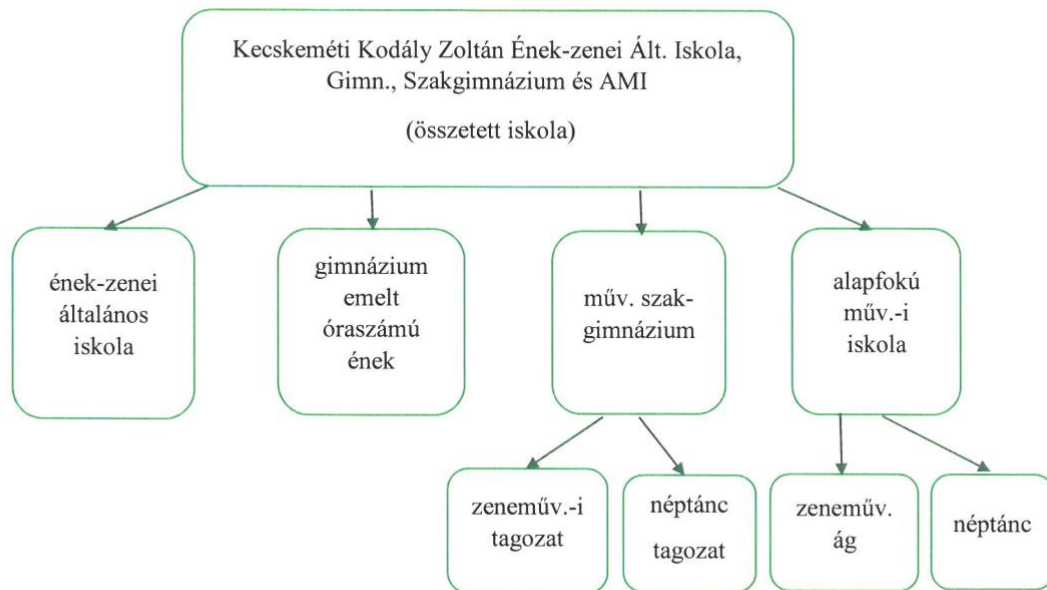 Kecskeméti Kodály Zoltán Ének-zenei Ált. Iskola,
Gimn., Szakgimnázium és AMI
(összetett iskola)
ének-zenei
általános
iskola
gimnázium
emelt
óraszámú
ének
műv. szak-
gimnázium
alapfokú
műv.-i
iskola
zeneműv.-i
tagozat
néptánc
tagozat
zeneműv.
ág
néptánc